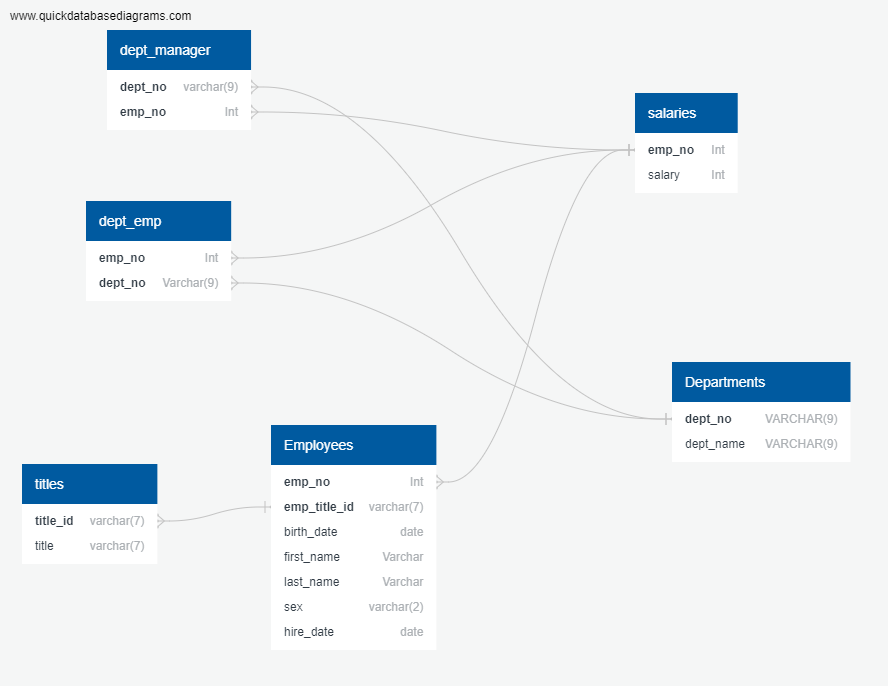 www.quickdatabasediagrams.com
dept_manager
dept_no varchar(9)
emp_no Int
salaries
emp_no Int
salary Int
dept_emp
emp_no Int
dept_no Varchar(9)
Departments
dept_no VARCHAR(9)
dept_name VARCHAR(9)
Employees
emp_no Int
emp_title_id varchar(7)
birth_date date
first_name Varchar
last_name Varchar
sex varchar(2)
hire_date date
titles
title_id varchar(7)
title varchar(7)